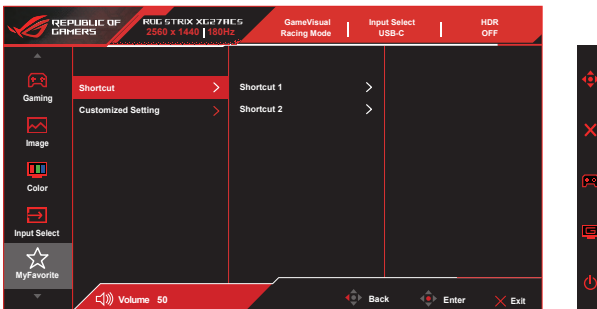 REPUBLIC OF
GAMERS
ROG STRIX XG27ACS
2560 x 1440 180Hz
GameVisual
Racing Mode
Input Select
USB-C
HDR
OFF
Gaming
Image
Color
Input Select
MyFavorite
Shortcut
Customized Setting
Shortcut 1
Shortcut 2
Volume 50
Back
Enter
Exit